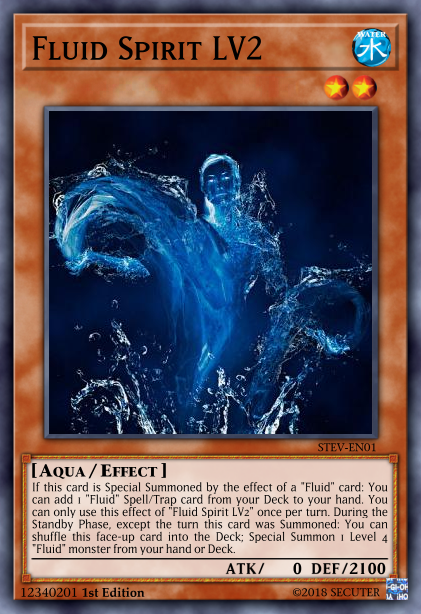 Fluid Spirit LV2
WATER
水
STEV-EN01
[Aqua / Effect]
If this card is Special Summoned by the effect of a "Fluid" card: You
can add 1 "Fluid" Spell/Trap card from your Deck to your hand. You
can only use this effect of "Fluid Spirit LV2" once per turn. During the
Standby Phase, except the turn this card was Summoned: You can
shuffle this face-up card into the Deck; Special Summon 1 Level 4
"Fluid" monster from your hand or Deck.
ATK/ 0 DEF/2100
12340201 1st Edition
©2018 SECUTER